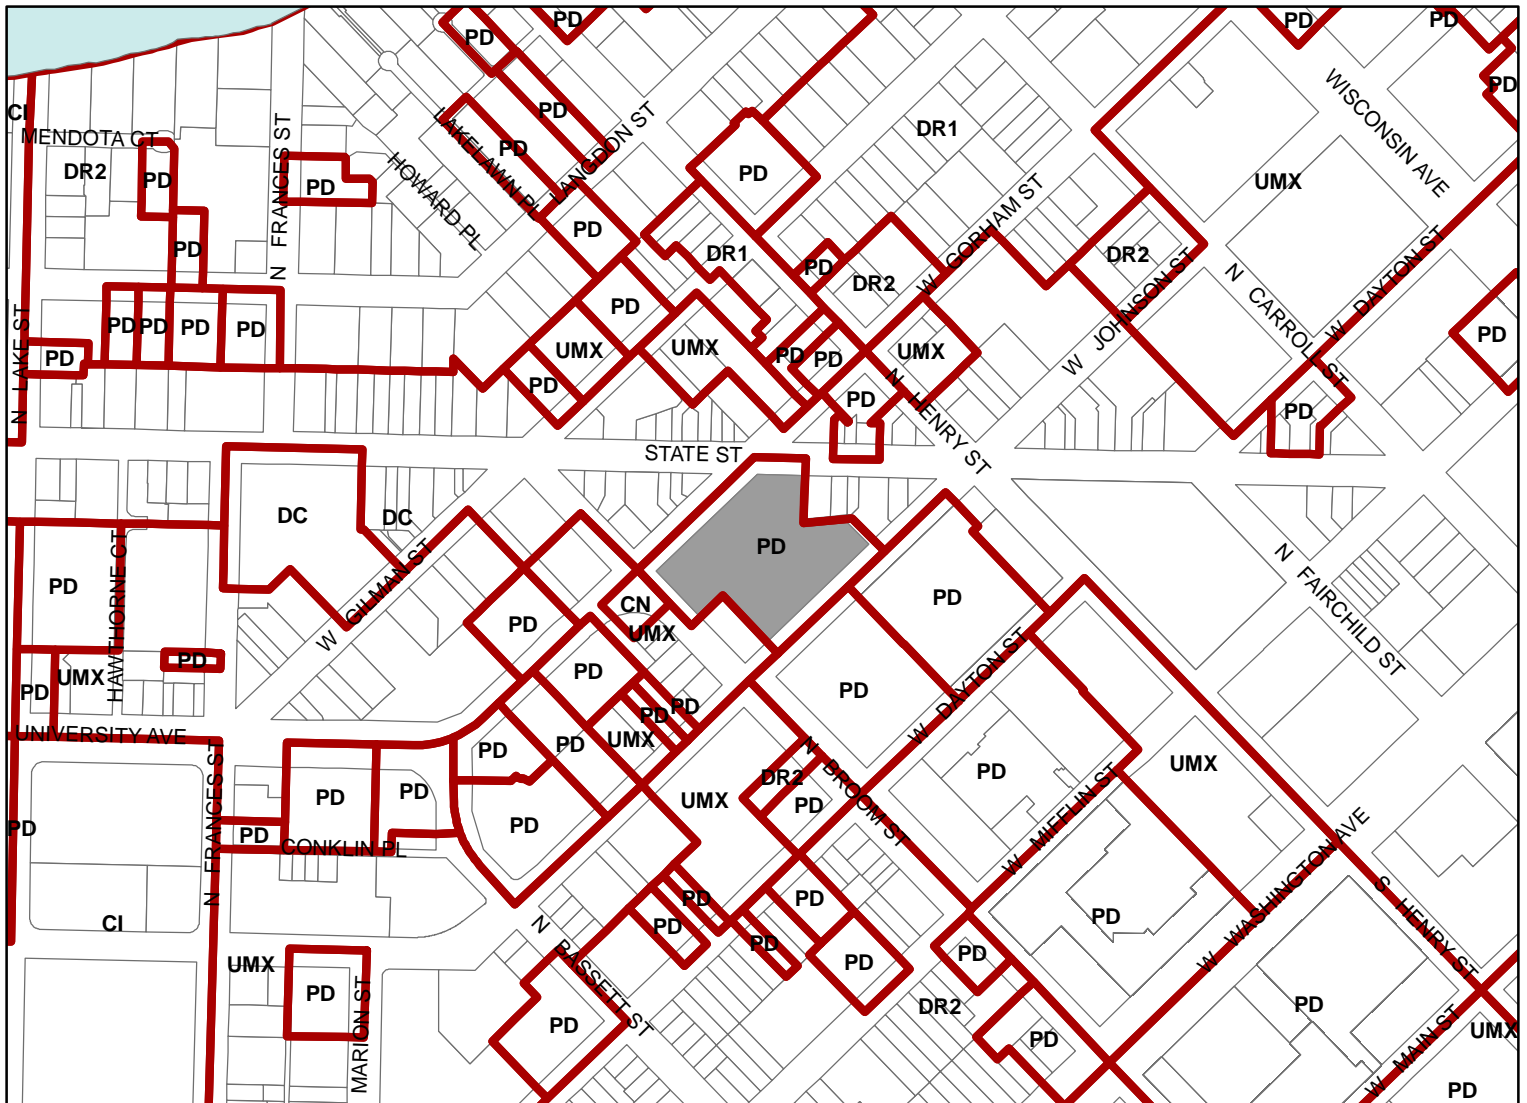 PD
PD
PD
PD
PD
WISCONSIN AVE
CI
MENDOTA CT
N FRANCES ST
LAKELAWN PL
PD
PD
LANGDON ST
DR1
DR2
PD
PD
HOWARD PL
PD
UMX
PD
PD
DR1
PD
DR2
W GORHAM ST
DR2
W JOHNSON ST
N CARROLL ST
W DAYTON ST
N LAKE ST
PD
PD
PD
PD
PD
PD
UMX
PD
UMX
PD
PD
UMX
PD
PD
N HENRY ST
PD
PD
STATE ST
DC
DC
PD
PD
HAWTHORNE CT
W GILMAN ST
PD
CN
UMX
PD
N FAIRCHILD ST
PD
UMX
PD
PD
PD
PD
PD
UMX
PD
W DAYTON ST
UNIVERSITY AVE
N FRANCES ST
PD
PD
N BROOM ST
DR2
PD
UMX
PD
UMX
PD
PD
PD
PD
PD
CONKLIN PL
W MIFFLIN ST
W WASHINGTON AVE
S HENRY ST
CI
N BASSETT ST
PD
PD
PD
PD
PD
PD
PD
UMX
PD
MARION ST
PD
DR2
PD
PD
W MAIN ST
UMX
PD